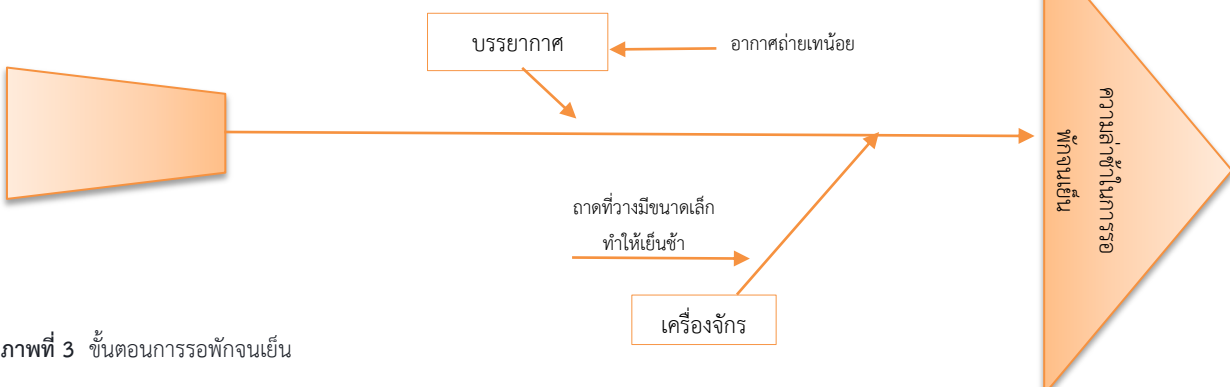 บรรยากาศ
อากาศถ่ายเทน้อย
ความล่าช้าในการรอ
พักจนเย็น
ถาดที่วางมีขนาดเล็ก
ทำให้เย็นช้า
เครื่องจักร
ภาพที่ 3 ขั้นตอนการรอพักจนเย็น